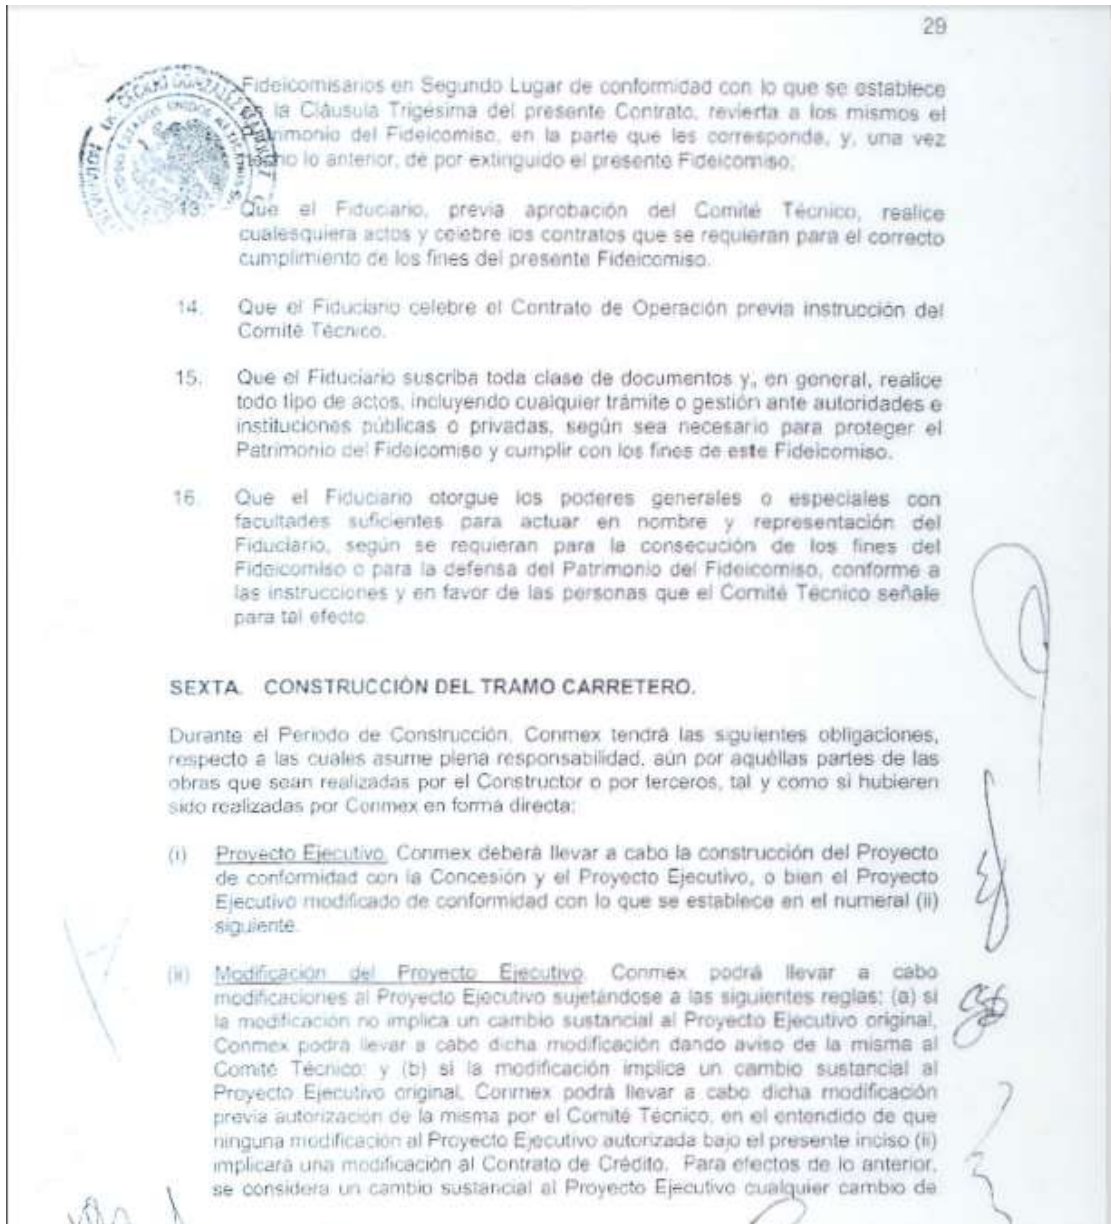 29
Fideicomisarios en Segundo Lugar de conformidad con lo que se establece
la Cláusula Trigésima del presente Contrato, revierta a los mismos el
del Fideicomiso, en la parte que les corresponda, y, una vez
lo anterior, dé por extinguido el presente Fideicomiso;
13. Que el Fiduciario, previa aprobación del Comité Técnico, realice
cualesquiera actos y celebre los contratos que se requieran para el correcto
cumplimiento de los fines del presente Fideicomiso.
14. Que el Fiduciario celebre el Contrato de Operación previa instrucción del
Comité Técnico.
15. Que el Fiduciario suscriba toda clase de documentos y, en general, realice
todo tipo de actos, incluyendo cualquier trámite o gestión ante autoridades e
instituciones públicas o privadas, según sea necesario para proteger el
Patrimonio del Fideicomiso y cumplir con los fines de este Fideicomiso.
16. Que el Fiduciario otorgue los poderes generales o especiales con
facultades suficientes para actuar en nombre y representación del
Fiduciario, según se requieran para la consecución de los fines del
Fideicomiso o para la defensa del Patrimonio del Fideicomiso, conforme a
las instrucciones y en favor de las personas que el Comité Técnico señale
para tal efecto.
SEXTA. CONSTRUCCIÓN DEL TRAMO CARRETERO.
Durante el Periodo de Construcción, Conmex tendrá las siguientes obligaciones,
respecto a las cuales asume plena responsabilidad, aún por aquéllas partes de las
obras que sean realizadas por el Constructor o por terceros, tal y como si hubieren
sido realizadas por Conmex en forma directa:
(i) Proyecto Ejecutivo. Conmex deberá llevar a cabo la construcción del Proyecto
de conformidad con la Concesión y el Proyecto Ejecutivo, o bien el Proyecto
Ejecutivo modificado de conformidad con lo que se establece en el numeral (ii)
siguiente.
(ii) Modificación del Proyecto Ejecutivo. Conmex podrá llevar a cabo
modificaciones al Proyecto Ejecutivo sujetándose a las siguientes reglas: (a) si
la modificación no implica un cambio sustancial al Proyecto Ejecutivo original,
Conmex podrá llevar a cabo dicha modificación dando aviso de la misma al
Comité Técnico; y (b) si la modificación implica un cambio sustancial al
Proyecto Ejecutivo original, Conmex podrá llevar a cabo dicha modificación
previa autorización de la misma por el Comité Técnico, en el entendido de que
ninguna modificación al Proyecto Ejecutivo autorizada bajo el presente inciso (ii)
implicará una modificación al Contrato de Crédito. Para efectos de lo anterior,
se considera un cambio sustancial al Proyecto Ejecutivo cualquier cambio de